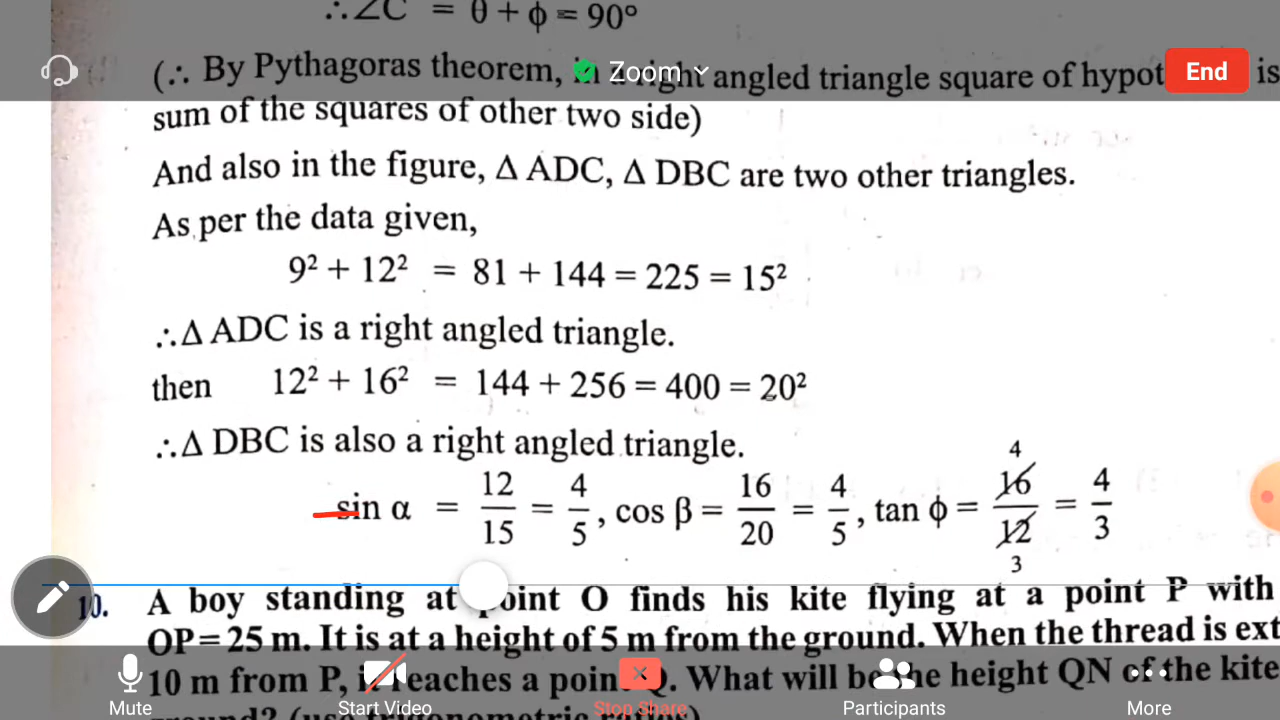 ∴∠C = θ + ϕ = 90°
Zoom
End
(∴ By Pythagoras theorem, in a right angled triangle square of is
sum of the squares of other two side)
And also in the figure, Δ ADC, Δ DBC are two other triangles.
As per the data given,
9² + 12² = 81 + 144 = 225 = 15²
∴Δ ADC is a right angled triangle.
then 12² + 16² = 144 + 256 = 400 = 20²
∴Δ DBC is also a right angled triangle.
sin α = 12/15 = 4/5, cos β = 16/20 = 4/5, tan ϕ = 16/12 = 4/3
4
3
10. A boy standing at point O finds his kite flying at a point P with
OP = 25 m. It is at a height of 5 m from the ground. When the thread is
10 m from P, it reaches a point Q. What will be the height QN of the kite
Mute
Start Video
Stop Share
Participants
More